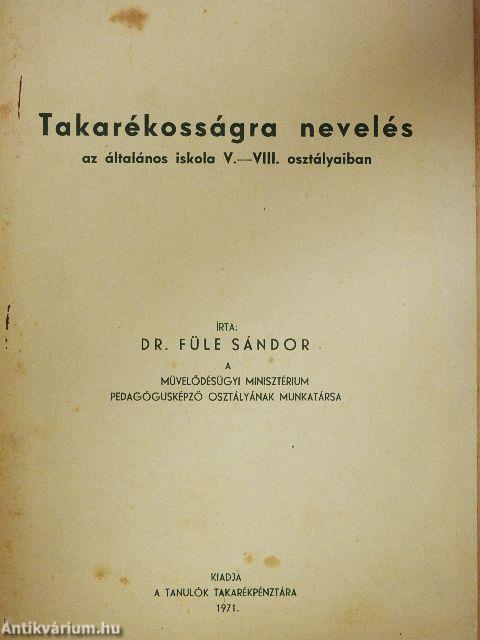 Takarékosságra nevelés
az általános iskola V.—VIII. osztályaiban
ÍRTA:
DR. FÜLE SÁNDOR
A
MŰVELŐDÉSÜGYI MINISZTÉRIUM
PEDAGÓGUSKÉPZŐ OSZTÁLYÁNAK MUNKATÁRSA
KIADJA
A TANULÓK TAKARÉKPÉNZTÁRA
1971.
Antikvárium.hu